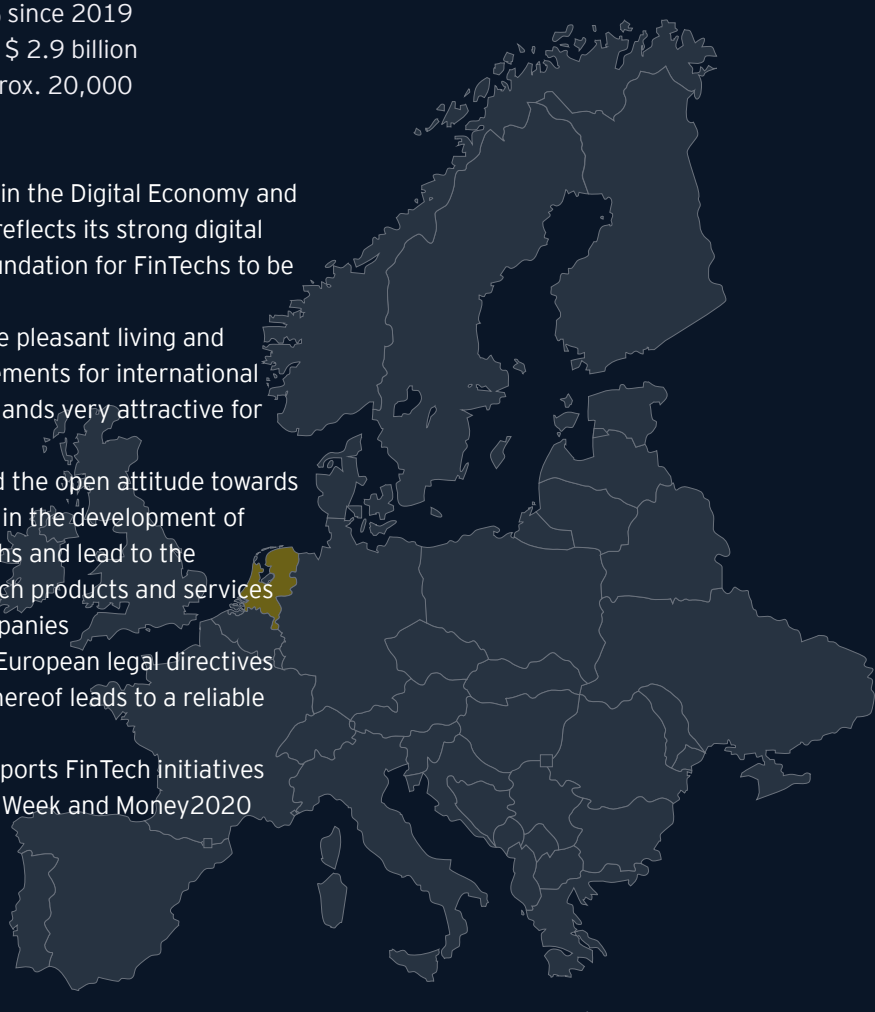 since 2019
$ 2.9 billion
rox. 20,000
in the Digital Economy and
reflects its strong digital
undation for FinTechs to be
e pleasant living and
ements for international
ands very attractive for
d the open attitude towards
in the development of
hs and lead to the
ch products and services
panies
European legal directives
hereof leads to a reliable
ports FinTech initiatives
Week and Money2020